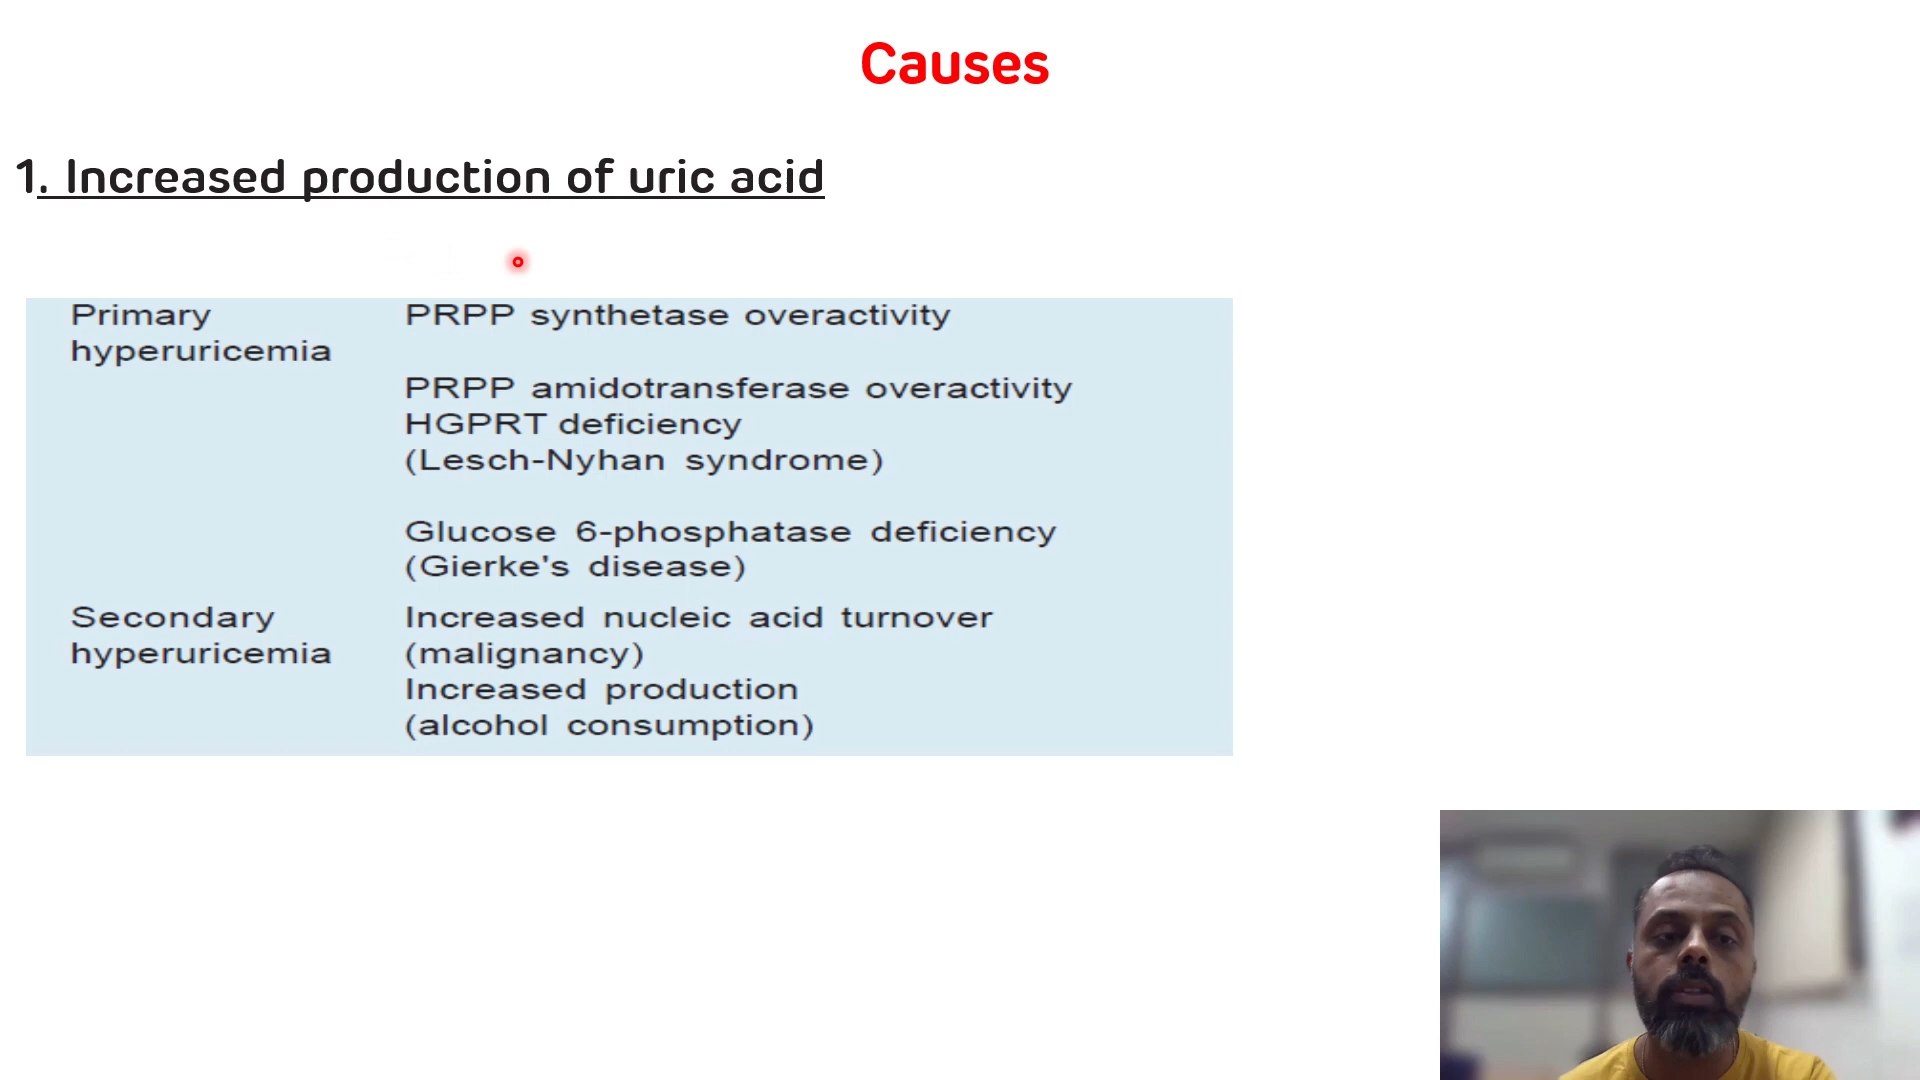 Causes
1. Increased production of uric acid
Primary hyperuricemia
PRPP synthetase overactivity
PRPP amidotransferase overactivity
HGPRT deficiency
(Lesch-Nyhan syndrome)
Glucose 6-phosphatase deficiency
(Gierke's disease)
Secondary hyperuricemia
Increased nucleic acid turnover
(malignancy)
Increased production
(alcohol consumption)